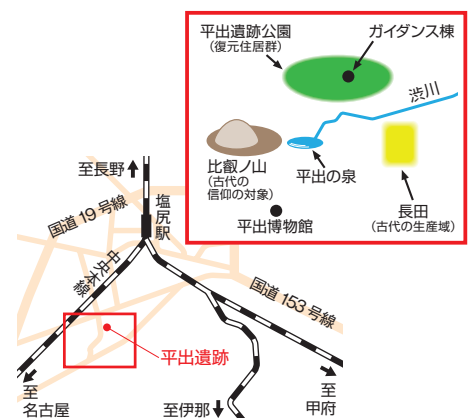 平出遺跡公園
(復元住居群)
ガイダンス棟
渋川
比叡ノ山
(古代の
信仰の対象)
平出の泉
長田
(古代の生産域)
平出博物館
至長野
塩尻駅
国道19号線
中央本線
国道153号線
平出遺跡
至
名古屋
至伊那
至
甲府